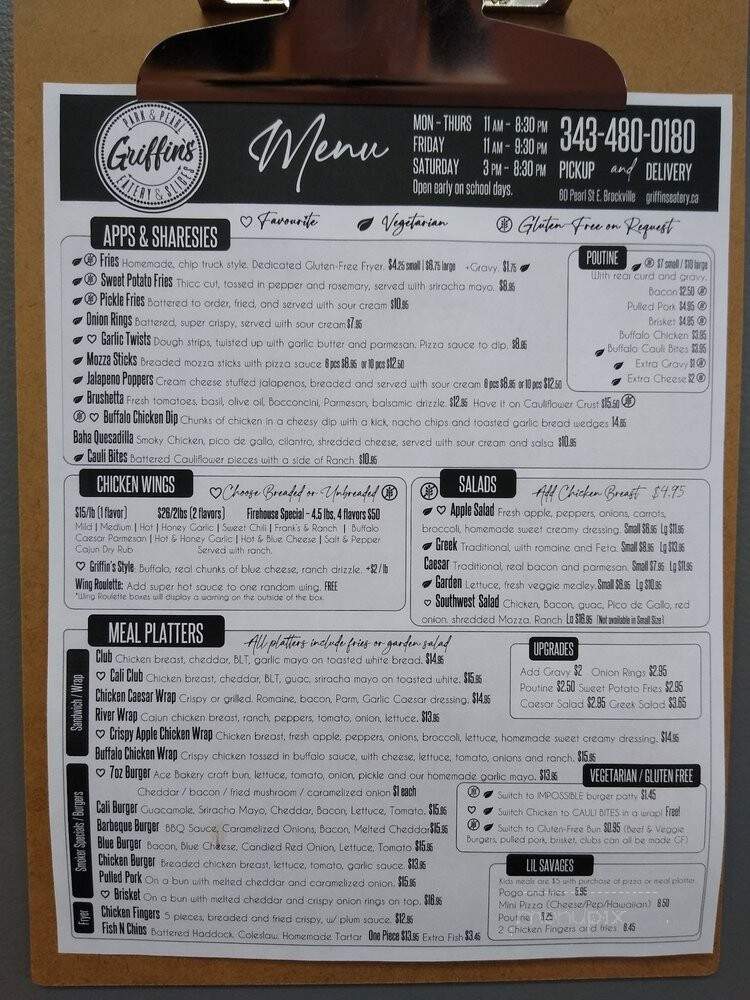 PARK & PEARL
Griffin's
EATERY & SLICES
Menu
MON - THURS 11 AM - 8:30 PM
FRIDAY 11 AM - 9:30 PM
SATURDAY 3 PM - 8:30 PM
Open early on school days.
343-480-0180
PICKUP and DELIVERY
60 Pearl St E, Brockville griffinseatery.ca
Favourite Vegetarian Gluten Free on Request
APPS & SHARESIES
Fries Homemade, chip truck style. Dedicated Gluten-Free Fryer. $4.25 small | $6.75 large +Gravy. $1.75
Sweet Potato Fries Thicc cut, tossed in pepper and rosemary, served with sriracha mayo. $8.95
Pickle Fries Battered to order, fried, and served with sour cream $10.95
Onion Rings Battered, super crispy, served with sour cream $7.95
Garlic Twists Dough strips, twisted up with garlic butter and parmesan. Pizza sauce to dip. $8.95
Mozza Sticks Breaded mozza sticks with pizza sauce 6 pcs $8.95 or 10 pcs $12.50
Jalapeno Poppers Cream cheese stuffed jalapenos, breaded and served with sour cream 6 pcs $8.95 or 10 pcs $12.50
Brushetta Fresh tomatoes, basil, olive oil, Bocconcini, Parmesan, balsamic drizzle. $12.95 Have it on Cauliflower Crust $15.50
Buffalo Chicken Dip Chunks of chicken in a cheesy dip with a kick, nacho chips and toasted garlic bread wedges 14.95
Baha Quesadilla Smoky Chicken, pico de gallo, cilantro, shredded cheese, served with sour cream and salsa $10.95
Cauli Bites Battered Cauliflower pieces with a side of Ranch $10.95
POUTINE
$7 small / $10 large
With real curd and gravy.
Bacon $2.50
Pulled Pork $4.95
Brisket $4.95
Buffalo Chicken $3.95
Buffalo Cauli Bites $3.95
Extra Gravy $1
Extra Cheese $2
CHICKEN WINGS
Choose Breaded or Unbreaded
$15/lb (1 flavor) $26/2lbs (2 flavors) Firehouse Special - 4.5 lbs, 4 flavors $50
Mild | Medium | Hot | Honey Garlic | Sweet Chili | Frank's & Ranch | Buffalo
Caesar Parmesan | Hot & Honey Garlic | Hot & Blue Cheese | Salt & Pepper
Cajun Dry Rub Served with ranch.
Griffin's Style Buffalo, real chunks of blue cheese, ranch drizzle. +$2 / lb
Wing Roulette: Add super hot sauce to one random wing. FREE
*Wing Roulette boxes will display a warning on the outside of the box.
SALADS
Add Chicken Breast $4.95
Apple Salad Fresh apple, peppers, onions, carrots,
broccoli, homemade sweet creamy dressing. Small $8.95 Lg $11.95
Greek Traditional, with romaine and Feta. Small $9.95 Lg $13.95
Caesar Traditional, real bacon and parmesan. Small $7.95 Lg $11.95
Garden Lettuce, fresh veggie medley. Small $6.95 Lg $10.95
Southwest Salad Chicken, Bacon, guac, Pico de Gallo, red
onion, shredded Mozza, Ranch Lg $16.95 [Not available in Small Size]
MEAL PLATTERS
All platters include fries or garden salad
Sandwich / Wrap
Club Chicken breast, cheddar, BLT, garlic mayo on toasted white bread. $14.95
Cali Club Chicken breast, cheddar, BLT, guac, sriracha mayo on toasted white. $15.95
Chicken Caesar Wrap Crispy or grilled. Romaine, bacon, Parm, Garlic Caesar dressing. $14.95
River Wrap Cajun chicken breast, ranch, peppers, tomato, onion, lettuce. $13.95
Crispy Apple Chicken Wrap Chicken breast, fresh apple, peppers, onions, broccoli, lettuce, homemade sweet creamy dressing. $14.95
Buffalo Chicken Wrap Crispy chicken tossed in buffalo sauce, with cheese, lettuce, tomato, onions and ranch. $15.95
UPGRADES
Add Gravy $2 Onion Rings $2.95
Poutine $2.50 Sweet Potato Fries $2.95
Caesar Salad $2.95 Greek Salad $3.65
Smoker Specials / Burgers
7oz Burger Ace Bakery craft bun, lettuce, tomato, onion, pickle and our homemade garlic mayo. $13.95
Cheddar / bacon / fried mushroom / caramelized onion $1 each
Cali Burger Guacamole, Sriracha Mayo, Cheddar, Bacon, Lettuce, Tomato. $15.95
Barbeque Burger BBQ Sauce, Caramelized Onions, Bacon, Melted Cheddar $15.95
Blue Burger Bacon, Blue Cheese, Candied Red Onion, Lettuce, Tomato $15.95
Chicken Burger Breaded chicken breast, lettuce, tomato, garlic sauce. $13.95
Pulled Pork On a bun with melted cheddar and caramelized onion. $15.95
Brisket On a bun with melted cheddar and crispy onion rings on top. $16.95
Fryer
Chicken Fingers 5 pieces, breaded and fried crispy, w/ plum sauce. $12.95
Fish N Chips Battered Haddock, Coleslaw, Homemade Tartar One Piece $13.95 Extra Fish $3.45
VEGETARIAN / GLUTEN FREE
Switch to IMPOSSIBLE burger patty $1.45
Switch Chicken to CAULI BITES in a wrap! Free!
Switch to Gluten-Free Bun $0.95 (Beef & Veggie
Burgers, pulled pork, brisket, clubs can all be made GF)
LIL SAVAGES
Kids meals are $5 with purchase of pizza or meal platter
Pogo and fries 5.95
Mini Pizza (Cheese/Pep/Hawaiian) 6.50
Poutine 1.25
2 Chicken Fingers and fries 6.45
menupix